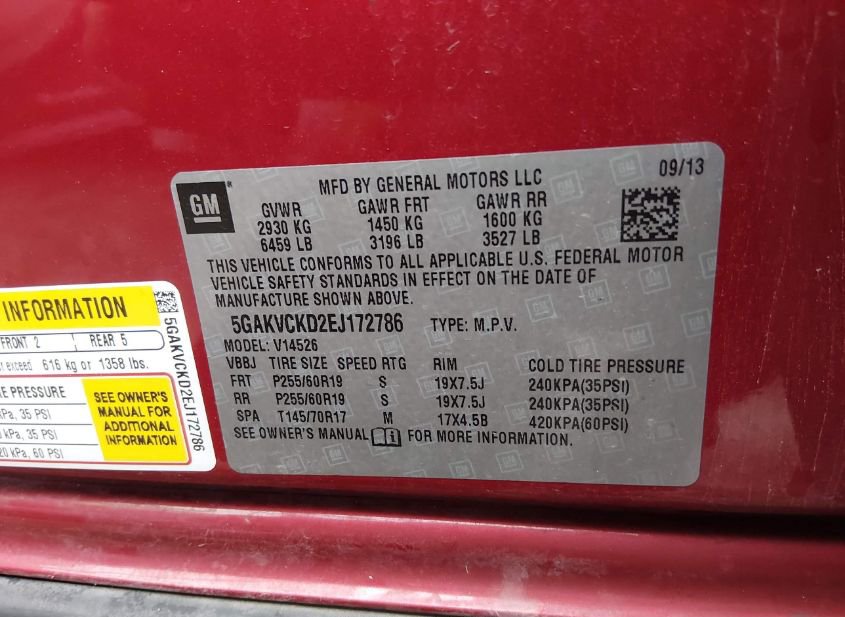 09/13
GM
MFD BY GENERAL MOTORS LLC
GVWR GAWR FRT GAWR RR
2930 KG 1450 KG 1600 KG
6459 LB 3196 LB 3527 LB
THIS VEHICLE CONFORMS TO ALL APPLICABLE U.S. FEDERAL MOTOR
VEHICLE SAFETY STANDARDS IN EFFECT ON THE DATE OF
MANUFACTURE SHOWN ABOVE.
5GAKVCKD2EJ172786 TYPE: M.P.V.
MODEL: V14526
VBBJ TIRE SIZE SPEED RTG RIM COLD TIRE PRESSURE
FRT P255/60R19 S 19X7.5J 240KPA(35PSI)
RR P255/60R19 S 19X7.5J 240KPA(35PSI)
SPA T145/70R17 M 17X4.5B 420KPA(60PSI)
SEE OWNER'S MANUAL FOR MORE INFORMATION.
INFORMATION
FRONT 2 REAR 5
exceed 616 kg or 1358 lbs.
PRESSURE
kPa, 35 PSI
kPa, 35 PSI
kPa, 60 PSI
SEE OWNER'S
MANUAL FOR
ADDITIONAL
INFORMATION
5GAKVCKD2EJ172786